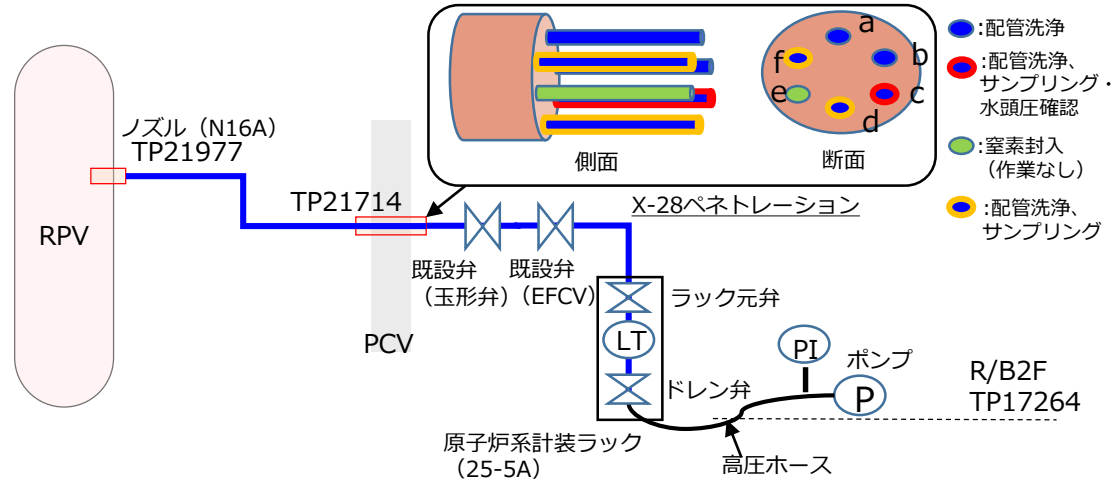 a
b
c
d
e
f
側面
断面
:配管洗浄
:配管洗浄、
サンプリング・
水頭圧確認
:窒素封入
(作業なし)
:配管洗浄、
サンプリング
ノズル（N16A）
TP21977
TP21714
X-28ペネトレーション
RPV
既設弁
（玉形弁）
既設弁
（EFCV）
PCV
ラック元弁
LT
ドレン弁
PI
ポンプ
P
R/B2F
TP17264
原子炉系計装ラック
（25-5A）
高圧ホース